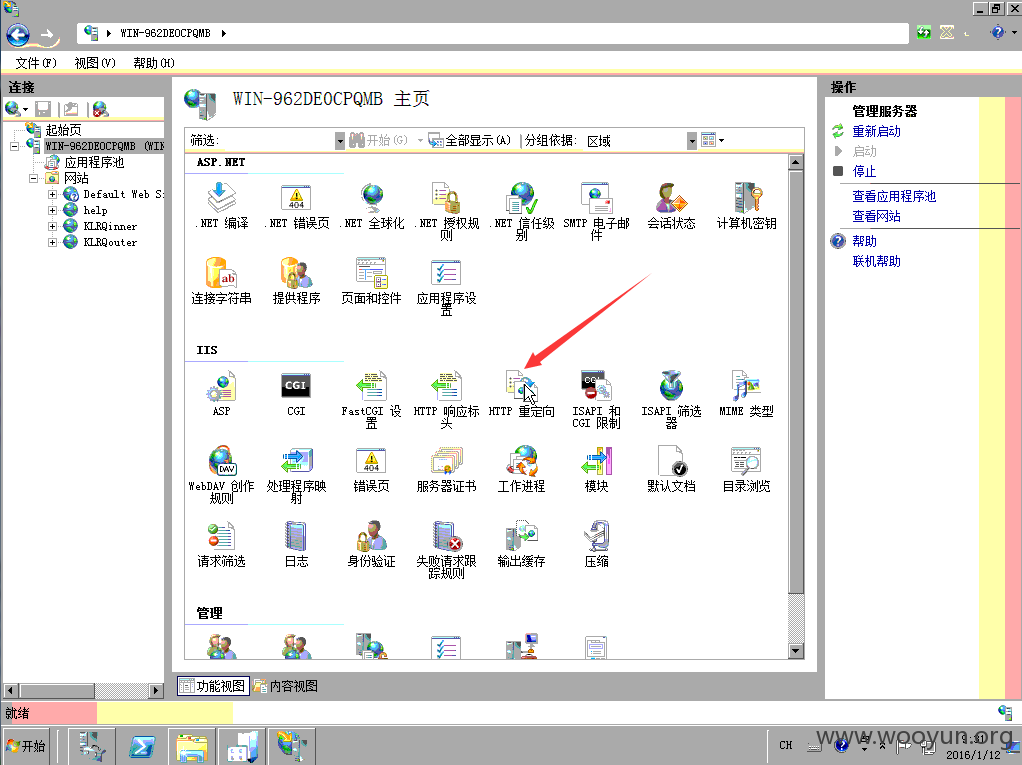 WIN-962DE0CPQMB
文件(F) 视图(V) 帮助(H)
连接
起始页
WIN-962DE0CPQMB (WIN
应用程序池
网站
Default Web Si
help
KLRQinner
KLRQouter
WIN-962DE0CPQMB 主页
筛选: 开始(G) 全部显示(A) 分组依据: 区域
ASP.NET
.NET 编译
.NET 错误页
.NET 全球化
.NET 授权规则
.NET 信任级别
SMTP 电子邮件
会话状态
计算机密钥
连接字符串
提供程序
页面和控件
应用程序设置
IIS
ASP
CGI
FastCGI 设置
HTTP 响应标头
HTTP 重定向
ISAPI 和 CGI 限制
ISAPI 筛选器
MIME 类型
WebDAV 创作规则
处理程序映射
错误页
服务器证书
工作进程
模块
默认文档
目录浏览
请求筛选
日志
身份验证
失败请求跟踪规则
输出缓存
压缩
管理
功能视图 内容视图
操作
管理服务器
重新启动
启动
停止
查看应用程序池
查看网站
帮助
联机帮助
就绪
开始
CH
2016/1/12
www.wooyun.org